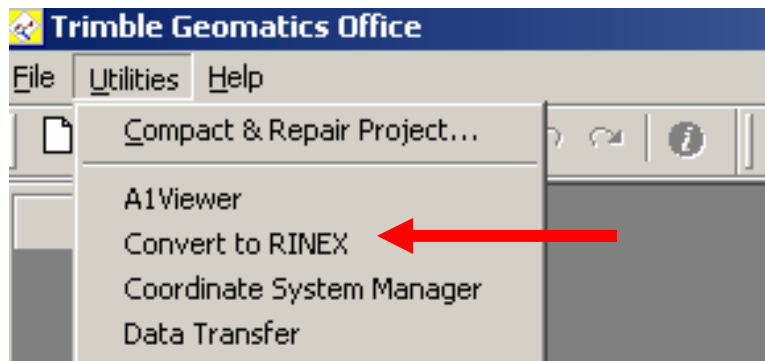 Trimble Geomatics Office
File Utilities Help
Compact & Repair Project...
A1Viewer
Convert to RINEX
Coordinate System Manager
Data Transfer